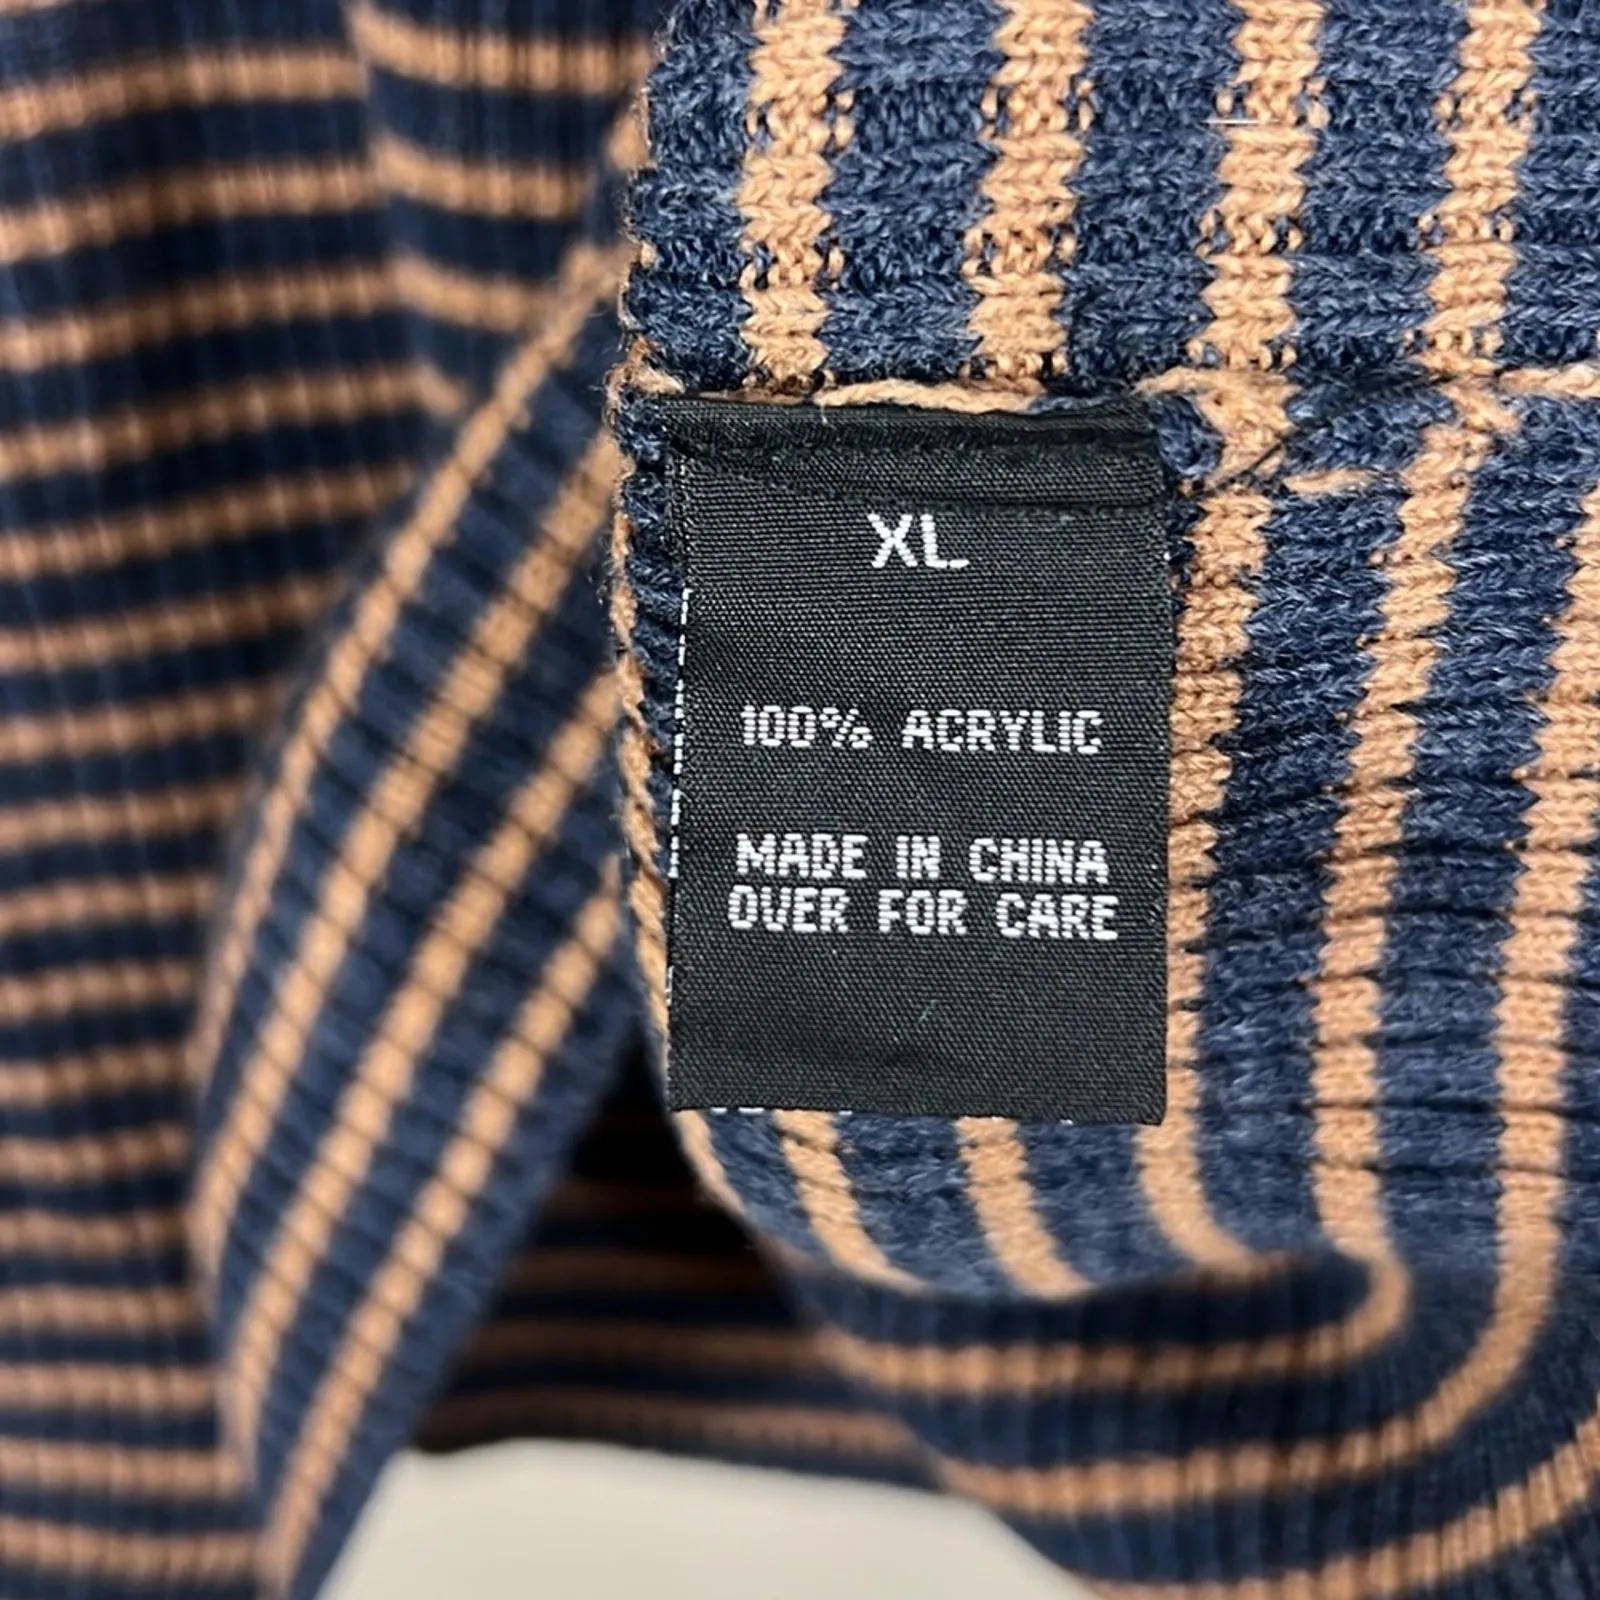 XL
100% ACRYLIC
MADE IN CHINA
OVER FOR CARE